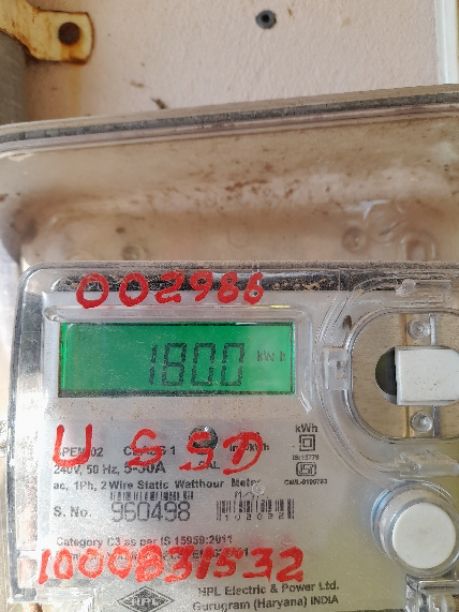 002986
1800 kWh
kWh
U S S D
240V, 50 Hz, 5-30A
ac, 1Ph, 2 Wire Static Watthour Meter
S. No. 960498
Category C3 as per IS 15959:2011
1000831532
HPL
HPL Electric & Power Ltd.
Gurugram (Haryana) INDIA